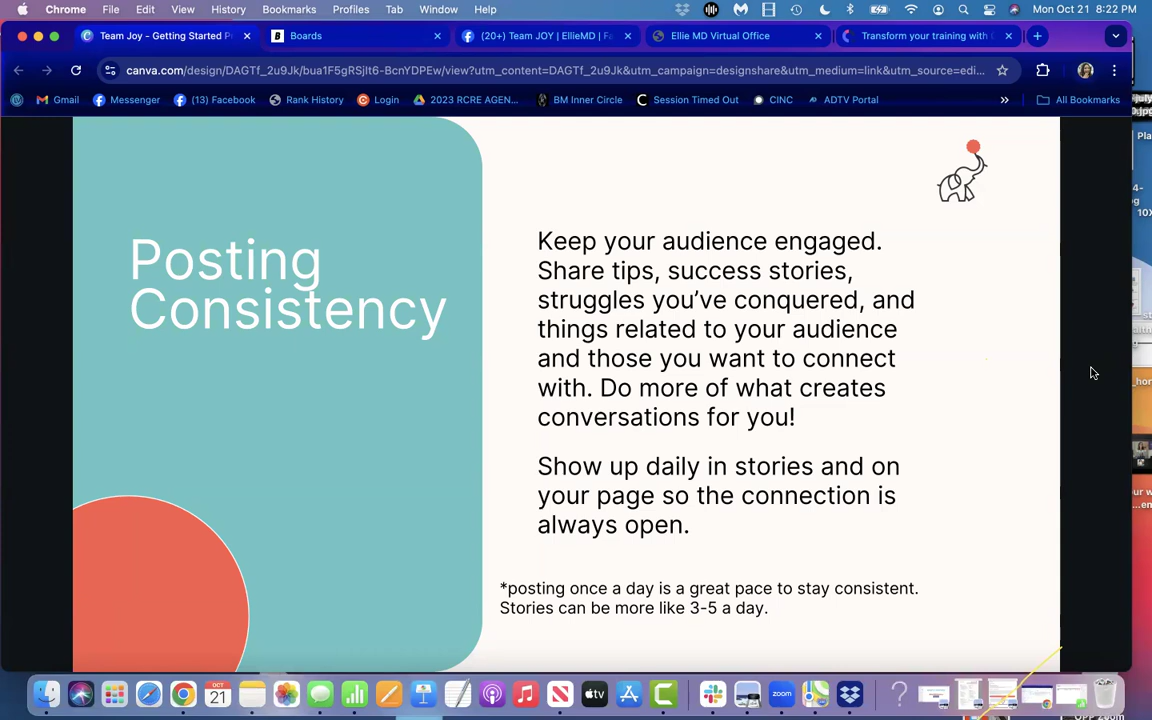 Chrome File Edit View History Bookmarks Profiles Tab Window Help Mon Oct 21 8:22 PM
Team Joy - Getting Started P Boards (20+) Team JOY | EllieMD | Fa Ellie MD Virtual Office Transform your training with
canva.com/design/DAGTf_2u9Jk/bua1F5gRSjIt6-BcnYDPEw/view?utm_content=DAGTf_2u9Jk&utm_campaign=designshare&utm_medium=link&utm_source=edi...
Gmail Messenger (13) Facebook Rank History Login 2023 RCRE AGEN... BM Inner Circle Session Timed Out CINC ADTV Portal All Bookmarks
Posting
Consistency
Keep your audience engaged.
Share tips, success stories,
struggles you’ve conquered, and
things related to your audience
and those you want to connect
with. Do more of what creates
conversations for you!
Show up daily in stories and on
your page so the connection is
always open.
*posting once a day is a great pace to stay consistent.
Stories can be more like 3-5 a day.
OCT
21
zoom